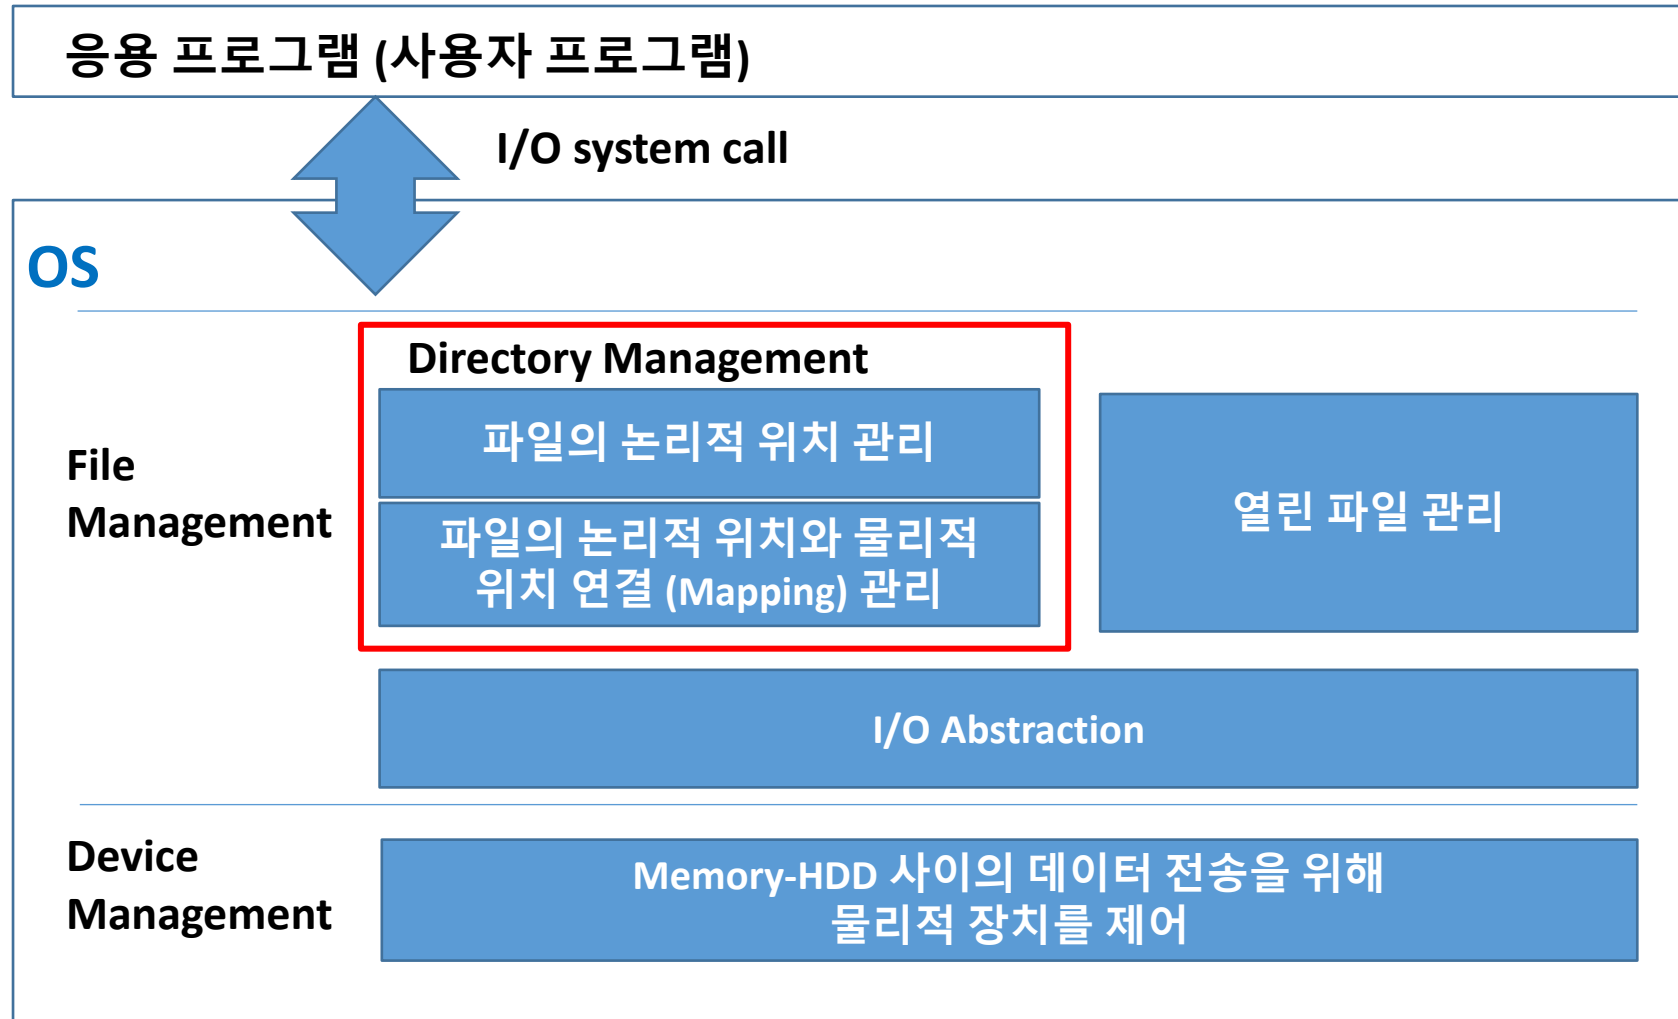 응용 프로그램 (사용자 프로그램)
I/O system call
OS
Directory Management
파일의 논리적 위치 관리
File
Management
파일의 논리적 위치와 물리적
위치 연결 (Mapping) 관리
열린 파일 관리
I/O Abstraction
Device
Management
Memory-HDD 사이의 데이터 전송을 위해
물리적 장치를 제어